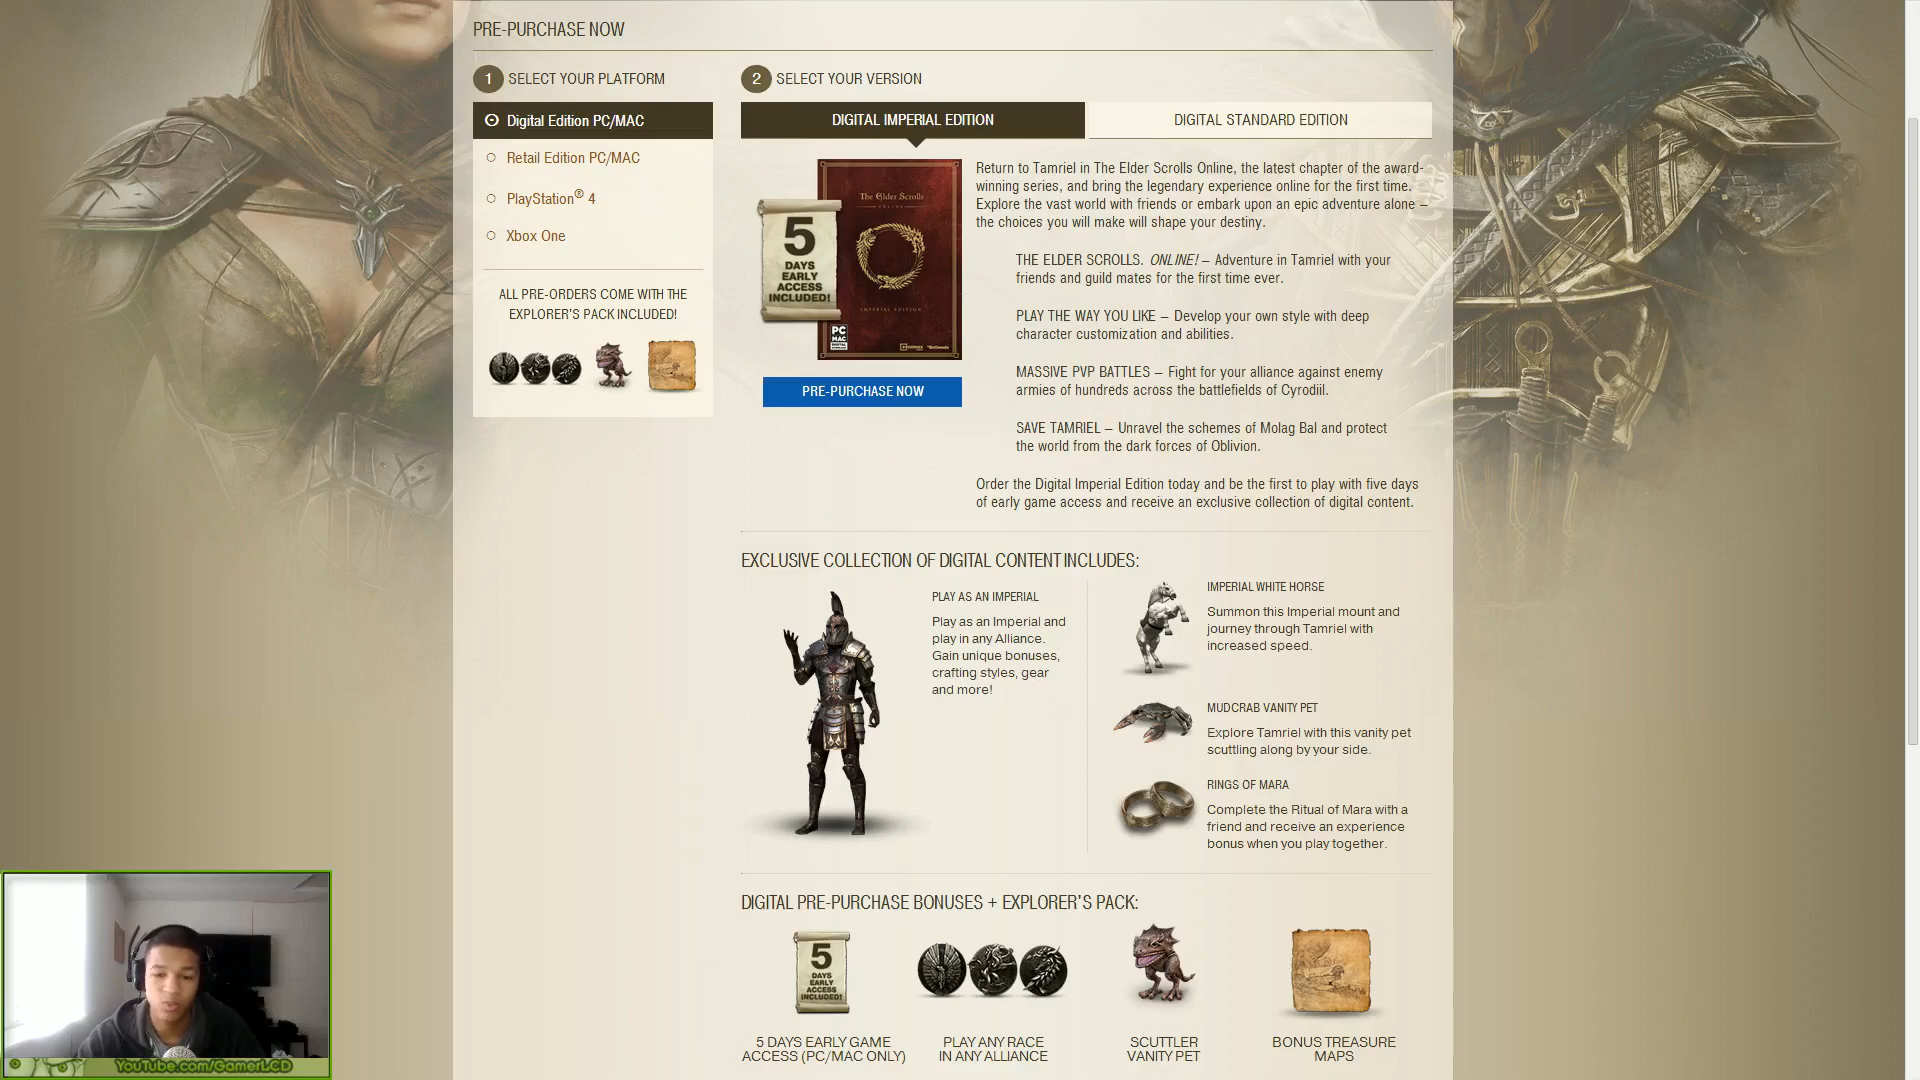 PRE-PURCHASE NOW
1 SELECT YOUR PLATFORM
Digital Edition PC/MAC
Retail Edition PC/MAC
PlayStation® 4
Xbox One
ALL PRE-ORDERS COME WITH THE
EXPLORER'S PACK INCLUDED!
2 SELECT YOUR VERSION
DIGITAL IMPERIAL EDITION
DIGITAL STANDARD EDITION
5
DAYS
EARLY
ACCESS
INCLUDED!
The Elder Scrolls
ONLINE
IMPERIAL EDITION
PC
MAC
Bethesda
PRE-PURCHASE NOW
Return to Tamriel in The Elder Scrolls Online, the latest chapter of the award-
winning series, and bring the legendary experience online for the first time.
Explore the vast world with friends or embark upon an epic adventure alone –
the choices you will make will shape your destiny.
THE ELDER SCROLLS. ONLINE! – Adventure in Tamriel with your
friends and guild mates for the first time ever.
PLAY THE WAY YOU LIKE – Develop your own style with deep
character customization and abilities.
MASSIVE PVP BATTLES – Fight for your alliance against enemy
armies of hundreds across the battlefields of Cyrodiil.
SAVE TAMRIEL – Unravel the schemes of Molag Bal and protect
the world from the dark forces of Oblivion.
Order the Digital Imperial Edition today and be the first to play with five days
of early game access and receive an exclusive collection of digital content.
EXCLUSIVE COLLECTION OF DIGITAL CONTENT INCLUDES:
PLAY AS AN IMPERIAL
Play as an Imperial and
play in any Alliance.
Gain unique bonuses,
crafting styles, gear
and more!
IMPERIAL WHITE HORSE
Summon this Imperial mount and
journey through Tamriel with
increased speed.
MUDCRAB VANITY PET
Explore Tamriel with this vanity pet
scuttling along by your side.
RINGS OF MARA
Complete the Ritual of Mara with a
friend and receive an experience
bonus when you play together.
DIGITAL PRE-PURCHASE BONUSES + EXPLORER'S PACK:
5
DAYS
EARLY
ACCESS
INCLUDED!
5 DAYS EARLY GAME
ACCESS (PC/MAC ONLY)
PLAY ANY RACE
IN ANY ALLIANCE
SCUTTLER
VANITY PET
BONUS TREASURE
MAPS
YouTube.com/GamerLCD